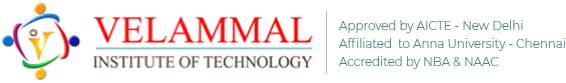 V
VELAMMAL
INSTITUTE OF TECHNOLOGY
Approved by AICTE - New Delhi
Affiliated to Anna University - Chennai
Accredited by NBA & NAAC